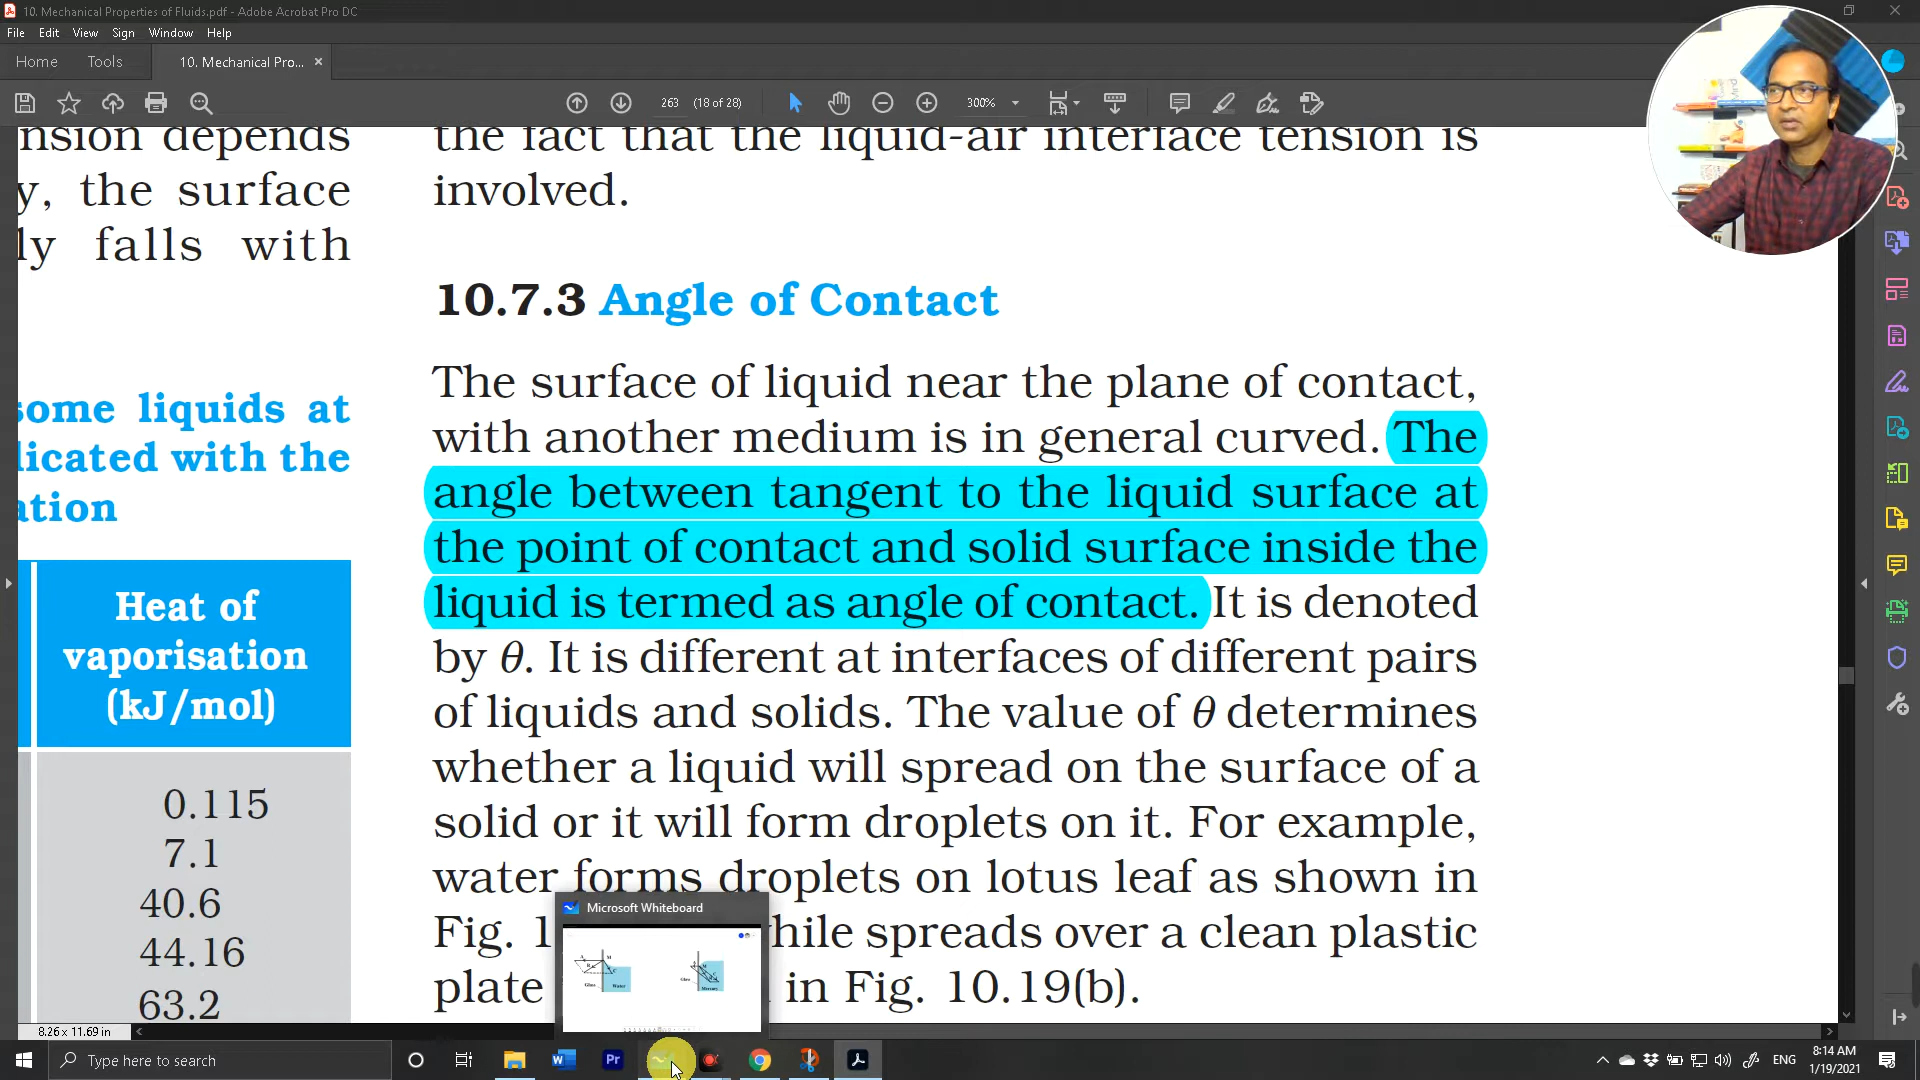 10. Mechanical Properties of Fluids.pdf - Adobe Acrobat Pro DC
File Edit View Sign Window Help
Home Tools 10. Mechanical Pro... ×
263 (18 of 28) 300%
nsion depends
y, the surface
ly falls with
some liquids at
licated with the
ation
Heat of
vaporisation
(kJ/mol)
0.115
7.1
40.6
44.16
63.2
the fact that the liquid-air interface tension is
involved.
10.7.3 Angle of Contact
The surface of liquid near the plane of contact,
with another medium is in general curved. The
angle between tangent to the liquid surface at
the point of contact and solid surface inside the
liquid is termed as angle of contact. It is denoted
by θ. It is different at interfaces of different pairs
of liquids and solids. The value of θ determines
whether a liquid will spread on the surface of a
solid or it will form droplets on it. For example,
water forms droplets on lotus leaf as shown in
Fig. 1 hile spreads over a clean plastic
plate in Fig. 10.19(b).
Microsoft Whiteboard
Glass Water
Mercury
8.26 x 11.69 in
Type here to search
Pr
ENG
8:14 AM
1/19/2021